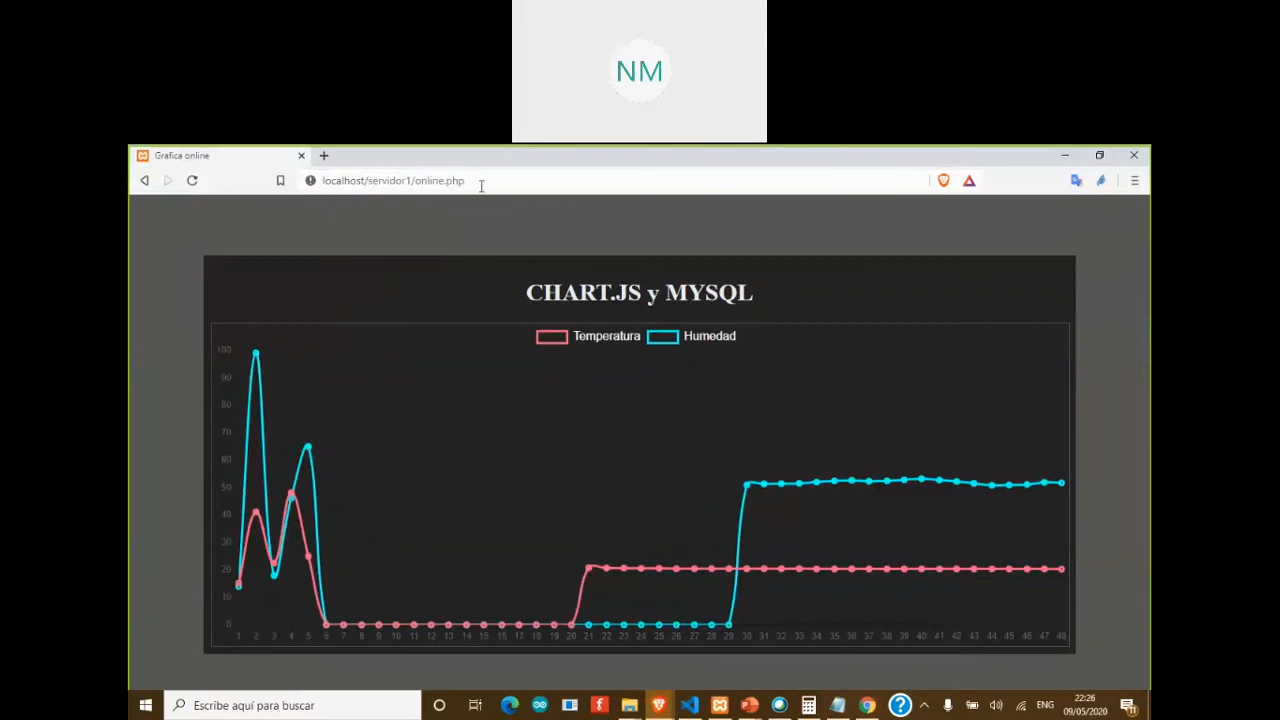 NM
Grafica online
localhost/servidor1/online.php
CHART.JS y MYSQL
Temperatura Humedad
100
90
80
70
60
50
40
30
20
10
0
1 2 3 4 5 6 7 8 9 10 11 12 13 14 15 16 17 18 19 20 21 22 23 24 25 26 27 28 29 30 31 32 33 34 35 36 37 38 39 40 41 42 43 44 45 46 47 48
Escribe aquí para buscar
ENG
22:26
09/05/2020
11